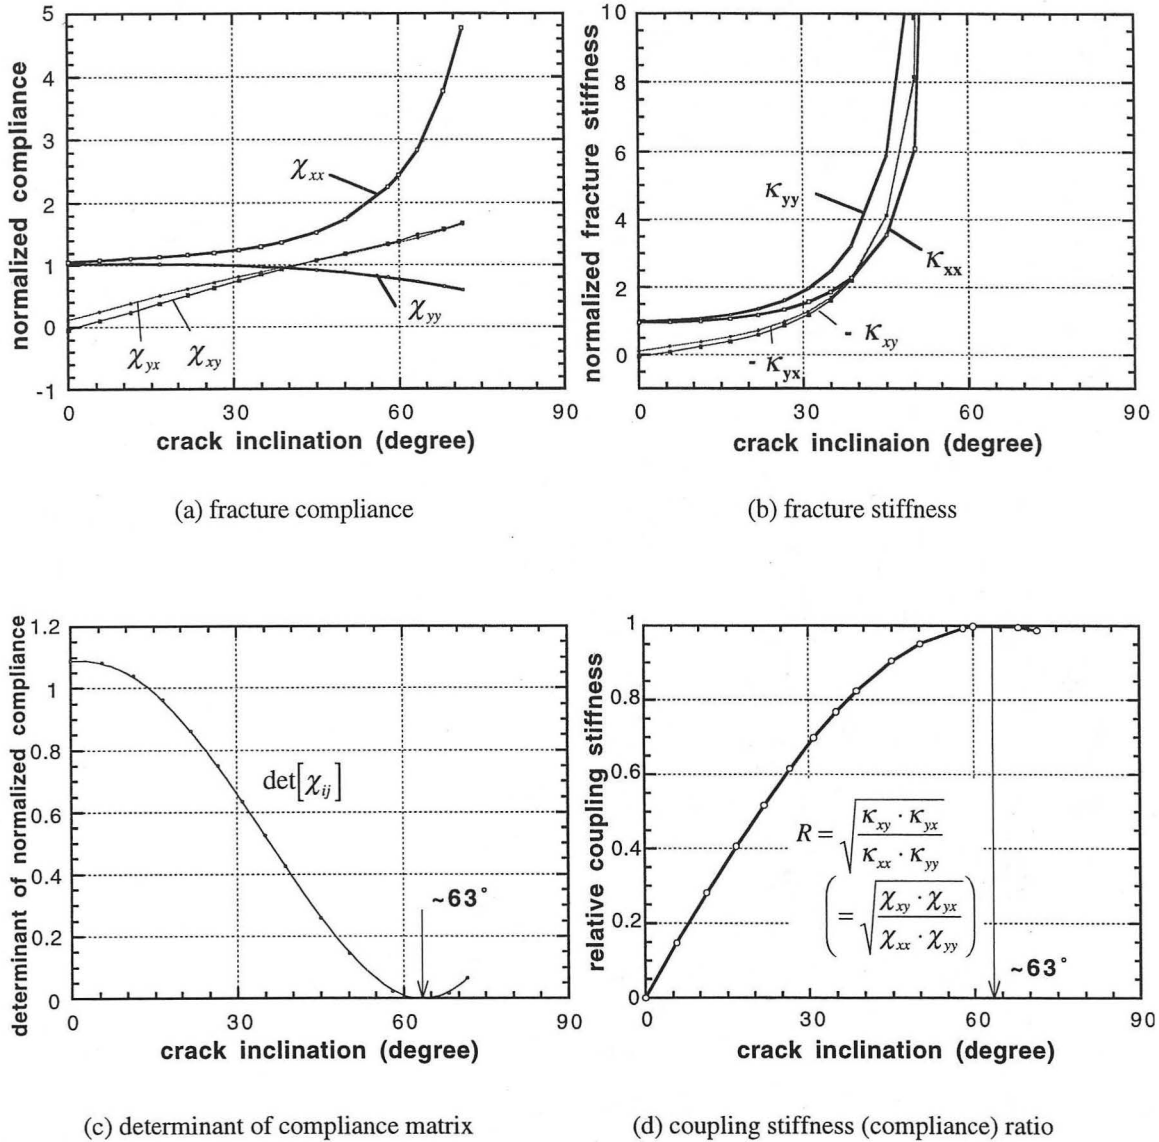 5
4
3
2
1
0
-1
0
30
60
90
normalized compliance
χxx
χyy
χyx
χxy
crack inclination (degree)
(a) fracture compliance
10
8
6
4
2
0
0
30
60
90
normalized fracture stiffness
κyy
κxx
- κxy
- κyx
crack inclinaion (degree)
(b) fracture stiffness
1.2
1
0.8
0.6
0.4
0.2
0
0
30
60
90
determinant of normalized compliance
det[χij]
~63°
crack inclination (degree)
(c) determinant of compliance matrix
1
0.8
0.6
0.4
0.2
0
0
30
60
90
relative coupling stiffness
R = √(κxy · κyx / κxx · κyy)
(= √(χxy · χyx / χxx · χyy))
~63°
crack inclination (degree)
(d) coupling stiffness (compliance) ratio